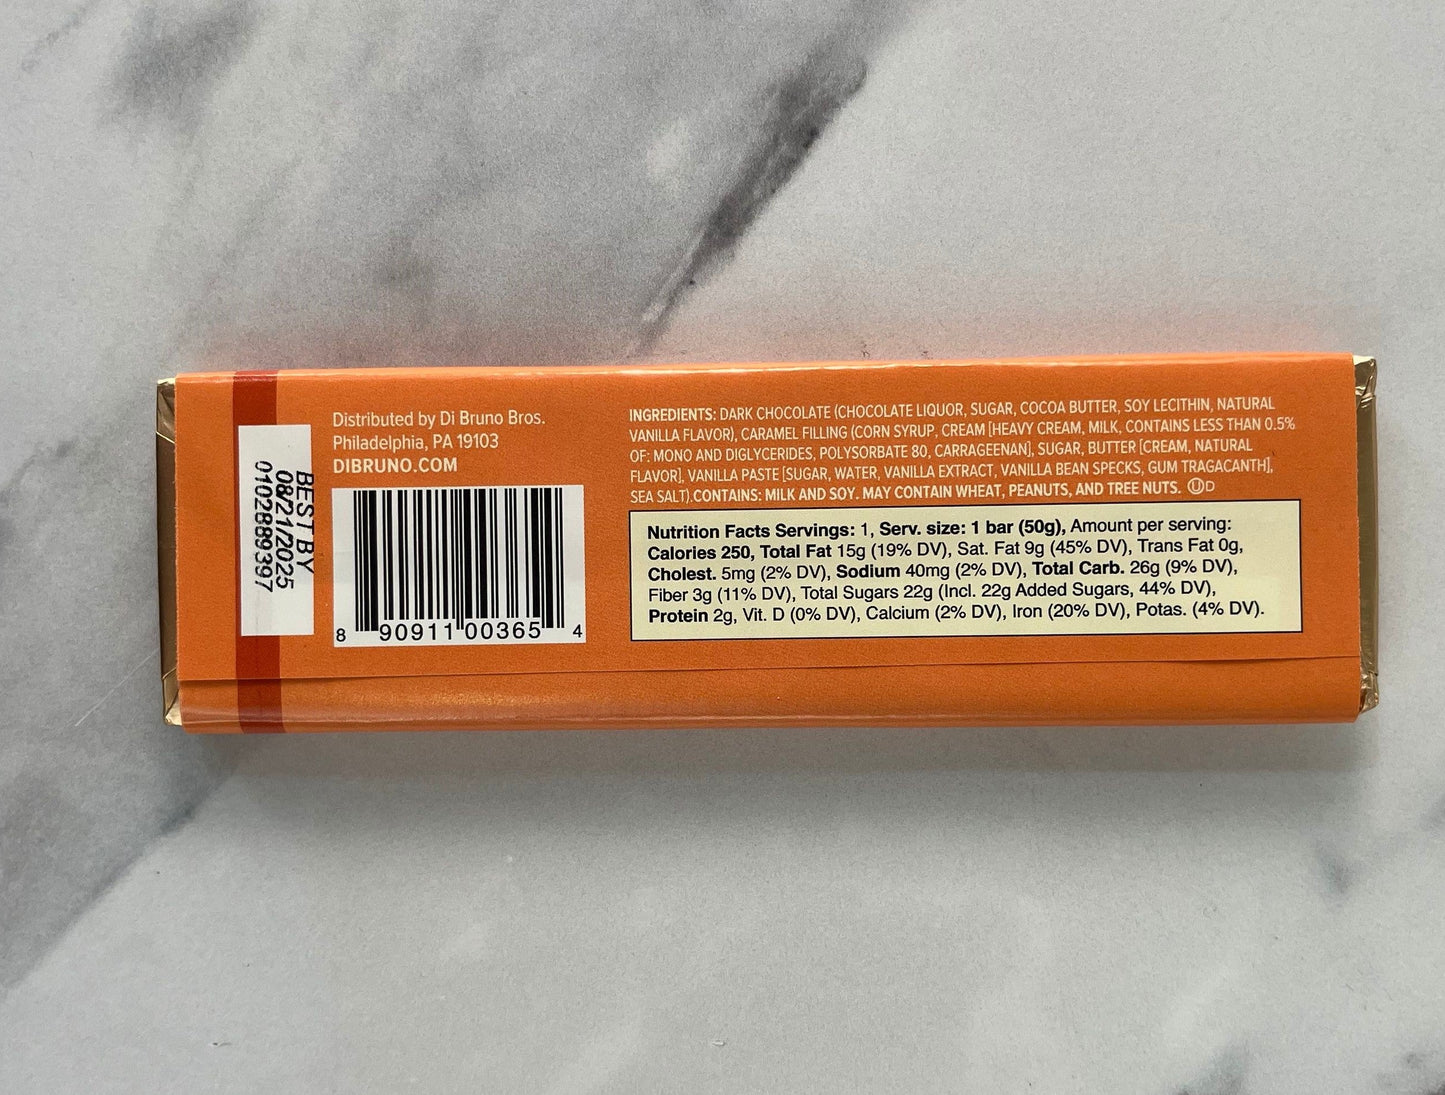 BEST BY
08/21/2025
0102889397
Distributed by Di Bruno Bros.
Philadelphia, PA 19103
DIBRUNO.COM
8 90911 00365 4
INGREDIENTS: DARK CHOCOLATE (CHOCOLATE LIQUOR, SUGAR, COCOA BUTTER, SOY LECITHIN, NATURAL
VANILLA FLAVOR), CARAMEL FILLING (CORN SYRUP, CREAM [HEAVY CREAM, MILK, CONTAINS LESS THAN 0.5%
OF: MONO AND DIGLYCERIDES, POLYSORBATE 80, CARRAGEENAN], SUGAR, BUTTER [CREAM, NATURAL
FLAVOR], VANILLA PASTE [SUGAR, WATER, VANILLA EXTRACT, VANILLA BEAN SPECKS, GUM TRAGACANTH],
SEA SALT).CONTAINS: MILK AND SOY. MAY CONTAIN WHEAT, PEANUTS, AND TREE NUTS. ⓊD
Nutrition Facts Servings: 1, Serv. size: 1 bar (50g), Amount per serving:
Calories 250, Total Fat 15g (19% DV), Sat. Fat 9g (45% DV), Trans Fat 0g,
Cholest. 5mg (2% DV), Sodium 40mg (2% DV), Total Carb. 26g (9% DV),
Fiber 3g (11% DV), Total Sugars 22g (Incl. 22g Added Sugars, 44% DV),
Protein 2g, Vit. D (0% DV), Calcium (2% DV), Iron (20% DV), Potas. (4% DV).